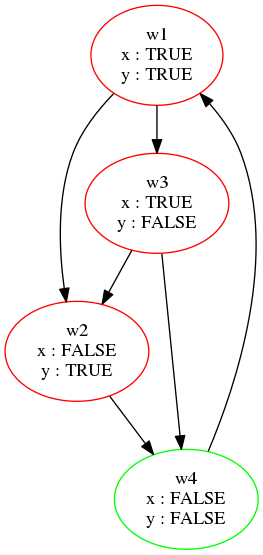 w1
x : TRUE
y : TRUE
w3
x : TRUE
y : FALSE
w2
x : FALSE
y : TRUE
w4
x : FALSE
y : FALSE